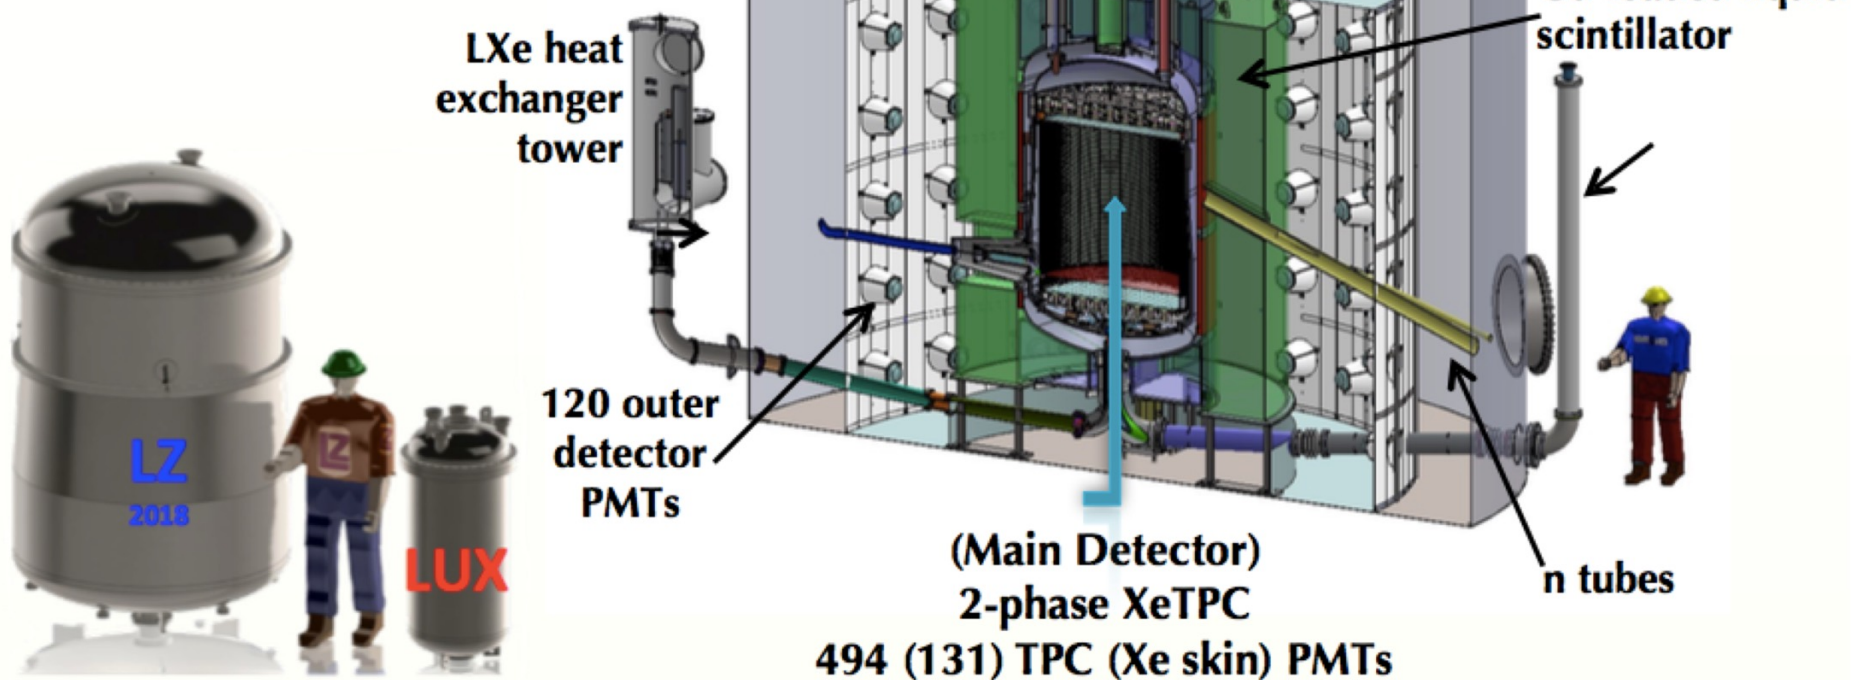 LXe heat
exchanger
tower
scintillator
LZ
2018
LZ
LUX
120 outer
detector
PMTs
n tubes
(Main Detector)
2-phase XeTPC
494 (131) TPC (Xe skin) PMTs